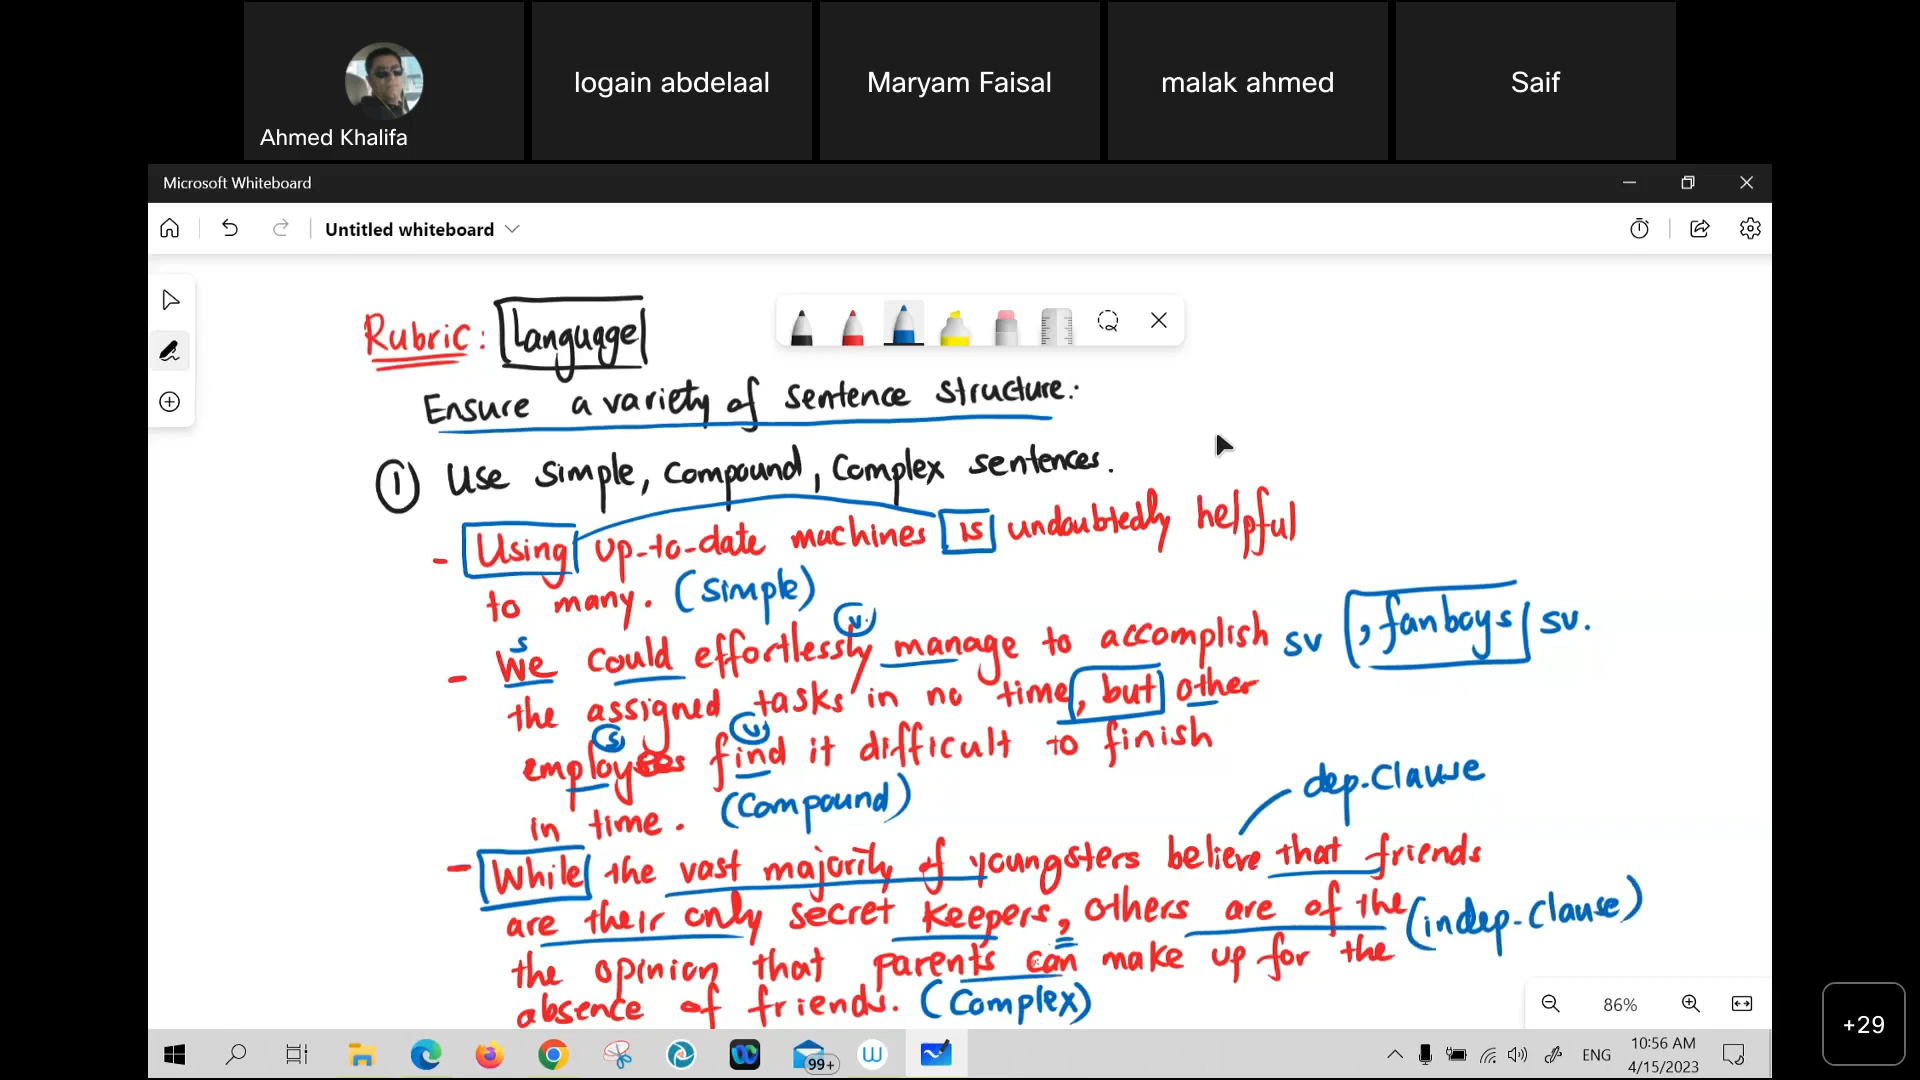 Ahmed Khalifa
logain abdelaal
Maryam Faisal
malak ahmed
Saif
Microsoft Whiteboard
Untitled whiteboard
Rubric: Language
Ensure a variety of sentence structure:
① Use simple, compound, complex sentences.
- Using up-to-date machines is undoubtedly helpful
to many. (simple)
s v.
- We could effortlessly manage to accomplish sv , fanboys sv.
the assigned tasks in no time, but other
s v
employees find it difficult to finish
in time. (compound)
dep. clause
- While the vast majority of youngsters believe that friends
are their only secret keepers, others are of the (indep. clause)
the opinion that parents can make up for the
absence of friends. (complex)
86%
+29
99+
ENG
10:56 AM
4/15/2023